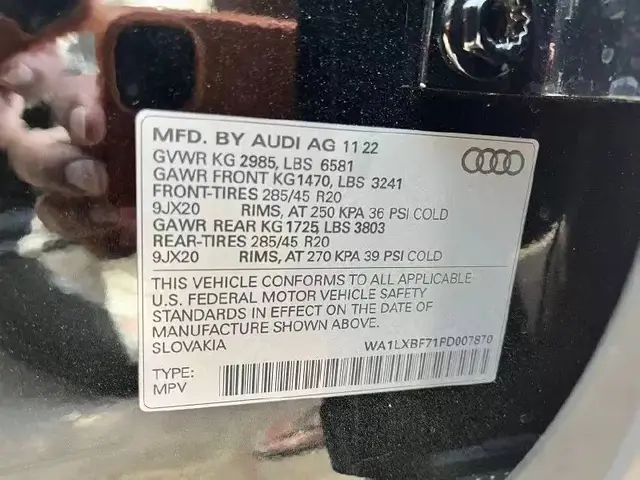 MFD. BY AUDI AG 11 22
GVWR KG 2985, LBS 6581
GAWR FRONT KG1470, LBS 3241
FRONT-TIRES 285/45 R20
9JX20 RIMS, AT 250 KPA 36 PSI COLD
GAWR REAR KG 1725, LBS 3803
REAR-TIRES 285/45 R20
9JX20 RIMS, AT 270 KPA 39 PSI COLD
THIS VEHICLE CONFORMS TO ALL APPLICABLE
U.S. FEDERAL MOTOR VEHICLE SAFETY
STANDARDS IN EFFECT ON THE DATE OF
MANUFACTURE SHOWN ABOVE.
SLOVAKIA WA1LXBF71PD007870
TYPE:
MPV